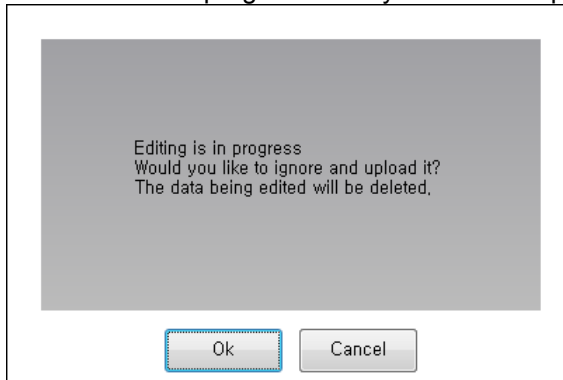 Editing is in progress
Would you like to ignore and upload it?
The data being edited will be deleted,
Ok
Cancel